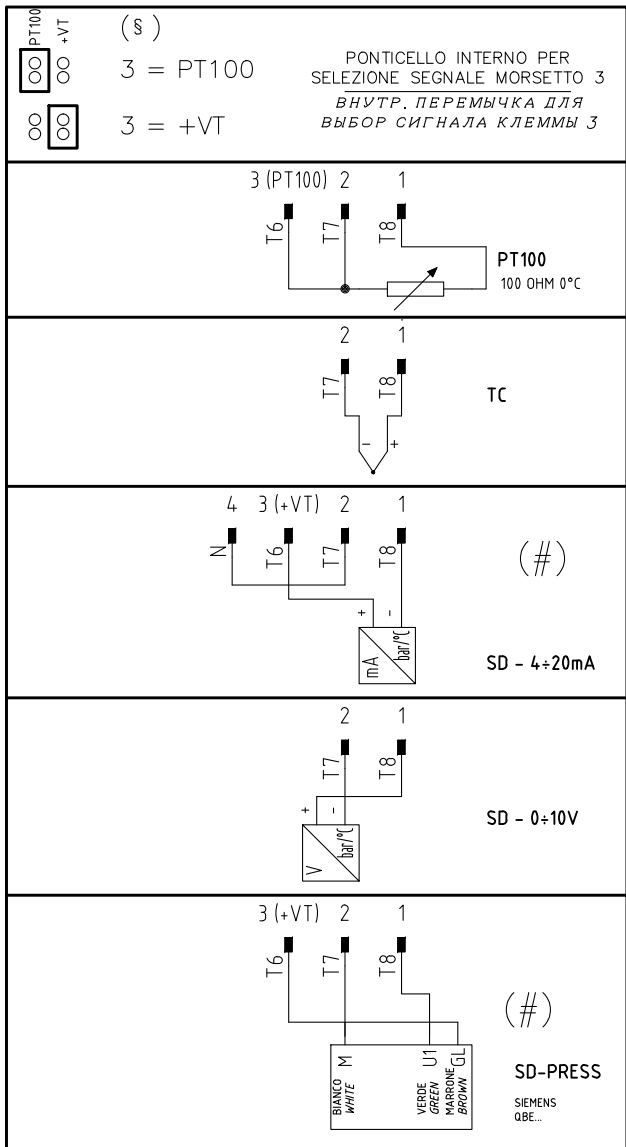 PT100
+VT
(§)
3 = PT100
3 = +VT
PONTICELLO INTERNO PER
SELEZIONE SEGNALE MORSETTO 3
ВНУТР. ПЕРЕМЫЧКА ДЛЯ
ВЫБОР СИГНАЛА КЛЕММЫ 3
3 (PT100) 2 1
T6 T7 T8
PT100
100 OHM 0°C
2 1
T7 T8
TC
- +
4 3 (+VT) 2 1
N T6 T7 T8
(#)
+ -
mA bar/°C
SD - 4÷20mA
2 1
T7 T8
+ -
V bar/°C
SD - 0÷10V
3 (+VT) 2 1
T6 T7 T8
(#)
M U1 GL
BIANCO
WHITE
VERDE
GREEN
MARRONE
BROWN
SD-PRESS
SIEMENS
QBE...